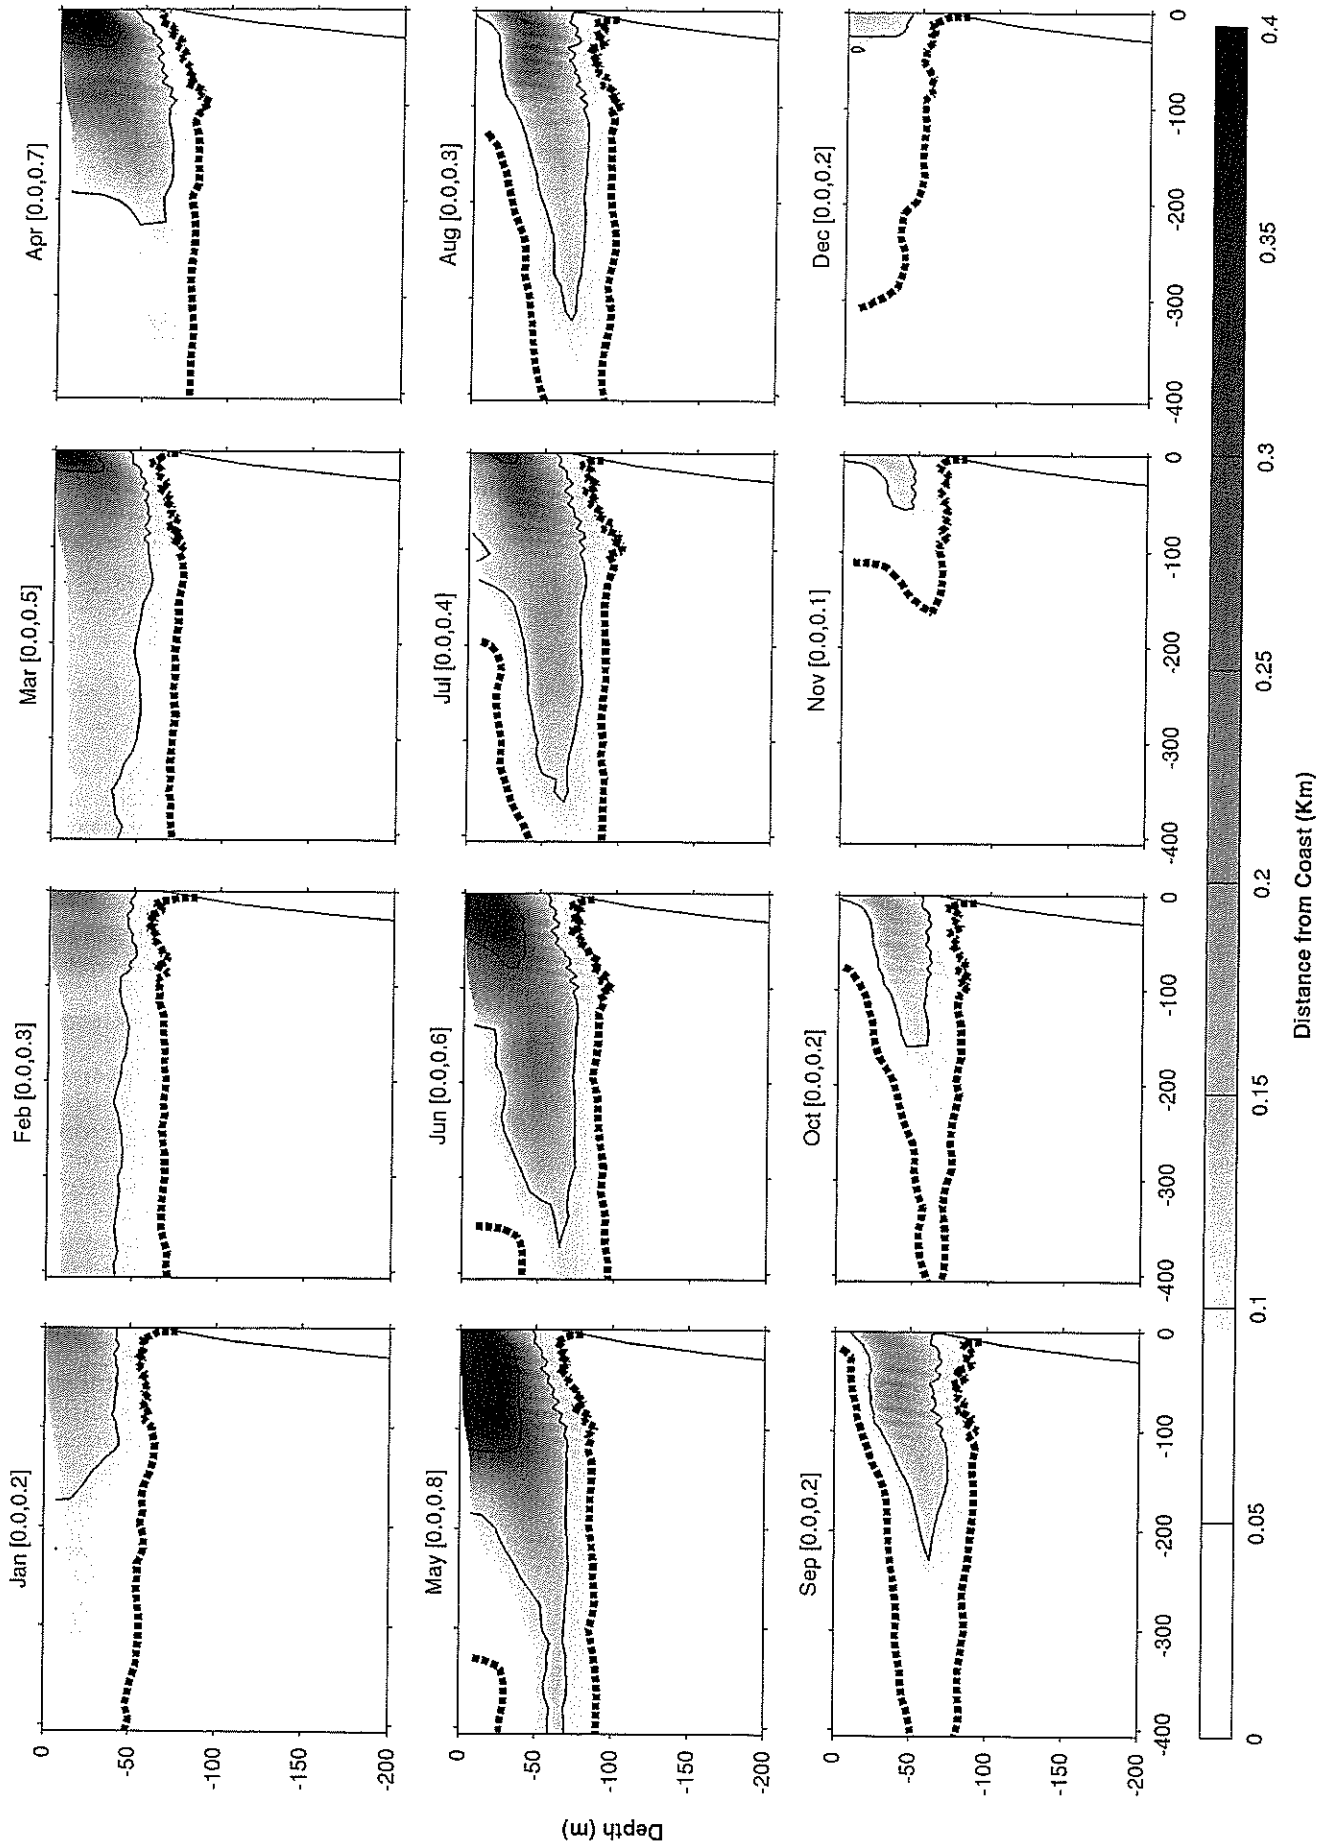 Jan [0.0,0.2]
Feb [0.0,0.3]
Mar [0.0,0.5]
Apr [0.0,0.7]
0
-50
-100
-150
-200
May [0.0,0.8]
Jun [0.0,0.6]
Jul [0.0,0.4]
Aug [0.0,0.3]
0
-50
-100
-150
-200
Depth (m)
Sep [0.0,0.2]
Oct [0.0,0.2]
Nov [0.0,0.1]
Dec [0.0,0.2]
0
0
-50
-100
-150
-200
-400 -300 -200 -100 0
-400 -300 -200 -100 0
-400 -300 -200 -100 0
-400 -300 -200 -100 0
0 0.05 0.1 0.15 0.2 0.25 0.3 0.35 0.4
Distance from Coast (Km)